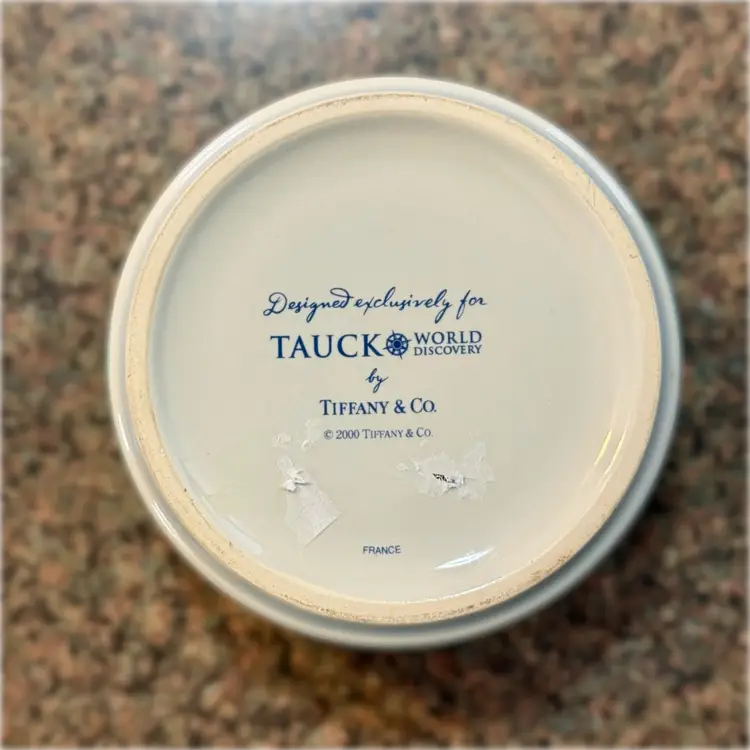 Designed exclusively for
TAUCK WORLD DISCOVERY
by
TIFFANY & CO.
© 2000 TIFFANY & CO.
FRANCE